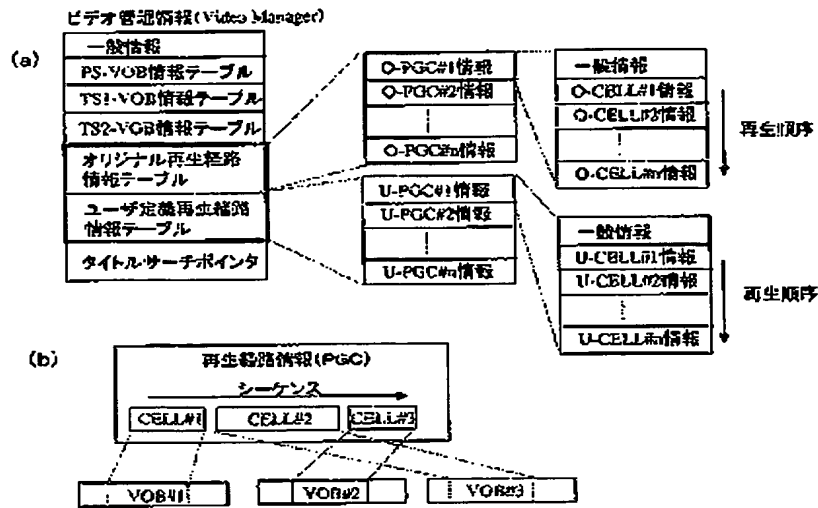 ビデオ管理情報(Video Manager)
(a)
一般情報
PS-VOB情報テーブル
TS1-VOB情報テーブル
TS2-VOB情報テーブル
オリジナル再生経路
情報テーブル
ユーザ定義再生経路
情報テーブル
タイトル・サーチポインタ
O-PGC#1情報
O-PGC#2情報
O-PGC#n情報
U-PGC#1情報
U-PGC#2情報
U-PGC#n情報
一般情報
O-CELL#1情報
O-CELL#3情報
O-CELL#n情報
再生順序
一般情報
U-CELL#1情報
U-CELL#2情報
U-CELL#n情報
再生順序
(b)
再生経路情報(PGC)
シーケンス
CELL#1
CELL#2
CELL#3
VOB#1
VOB#2
VOB#3